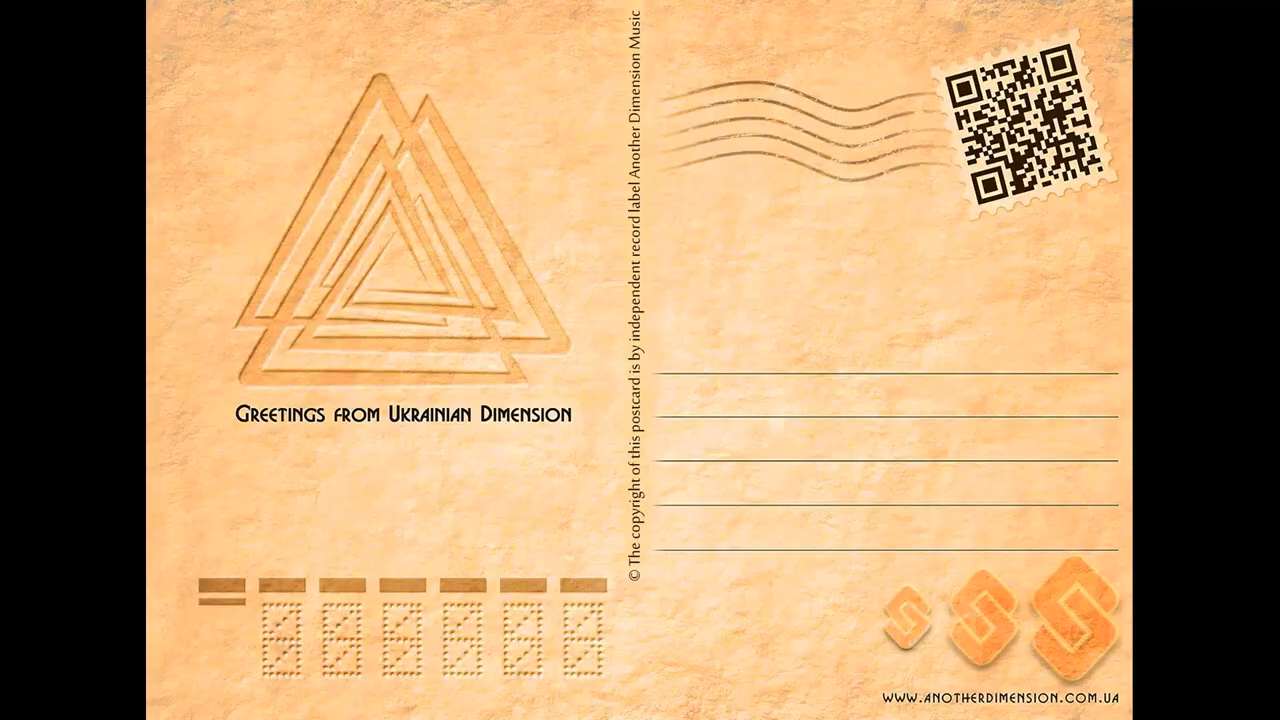 Greetings from Ukrainian Dimension
© The copyright of this postcard is by independent record label Another Dimension Music
www.anotherdimension.com.ua